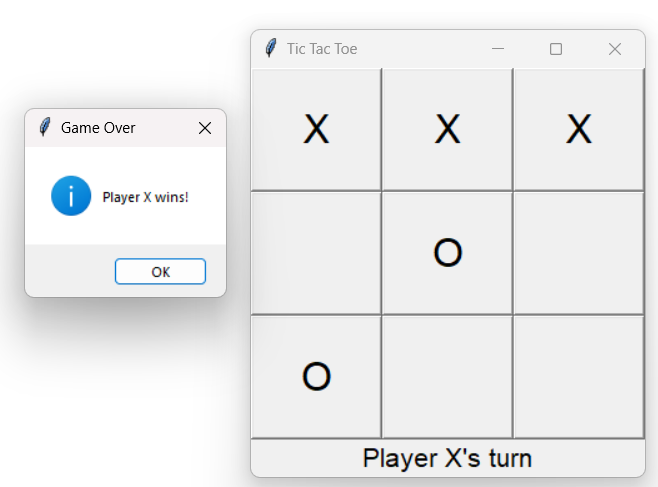 Game Over
Player X wins!
OK
Tic Tac Toe
X X X
O
O
Player X's turn